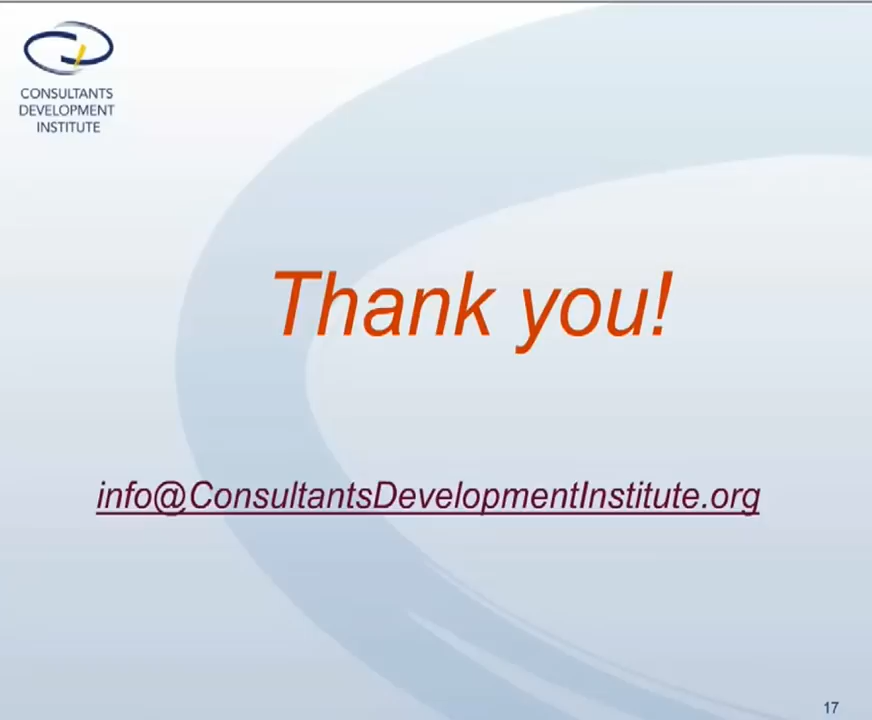 CONSULTANTS
DEVELOPMENT
INSTITUTE
Thank you!
info@ConsultantsDevelopmentInstitute.org
17